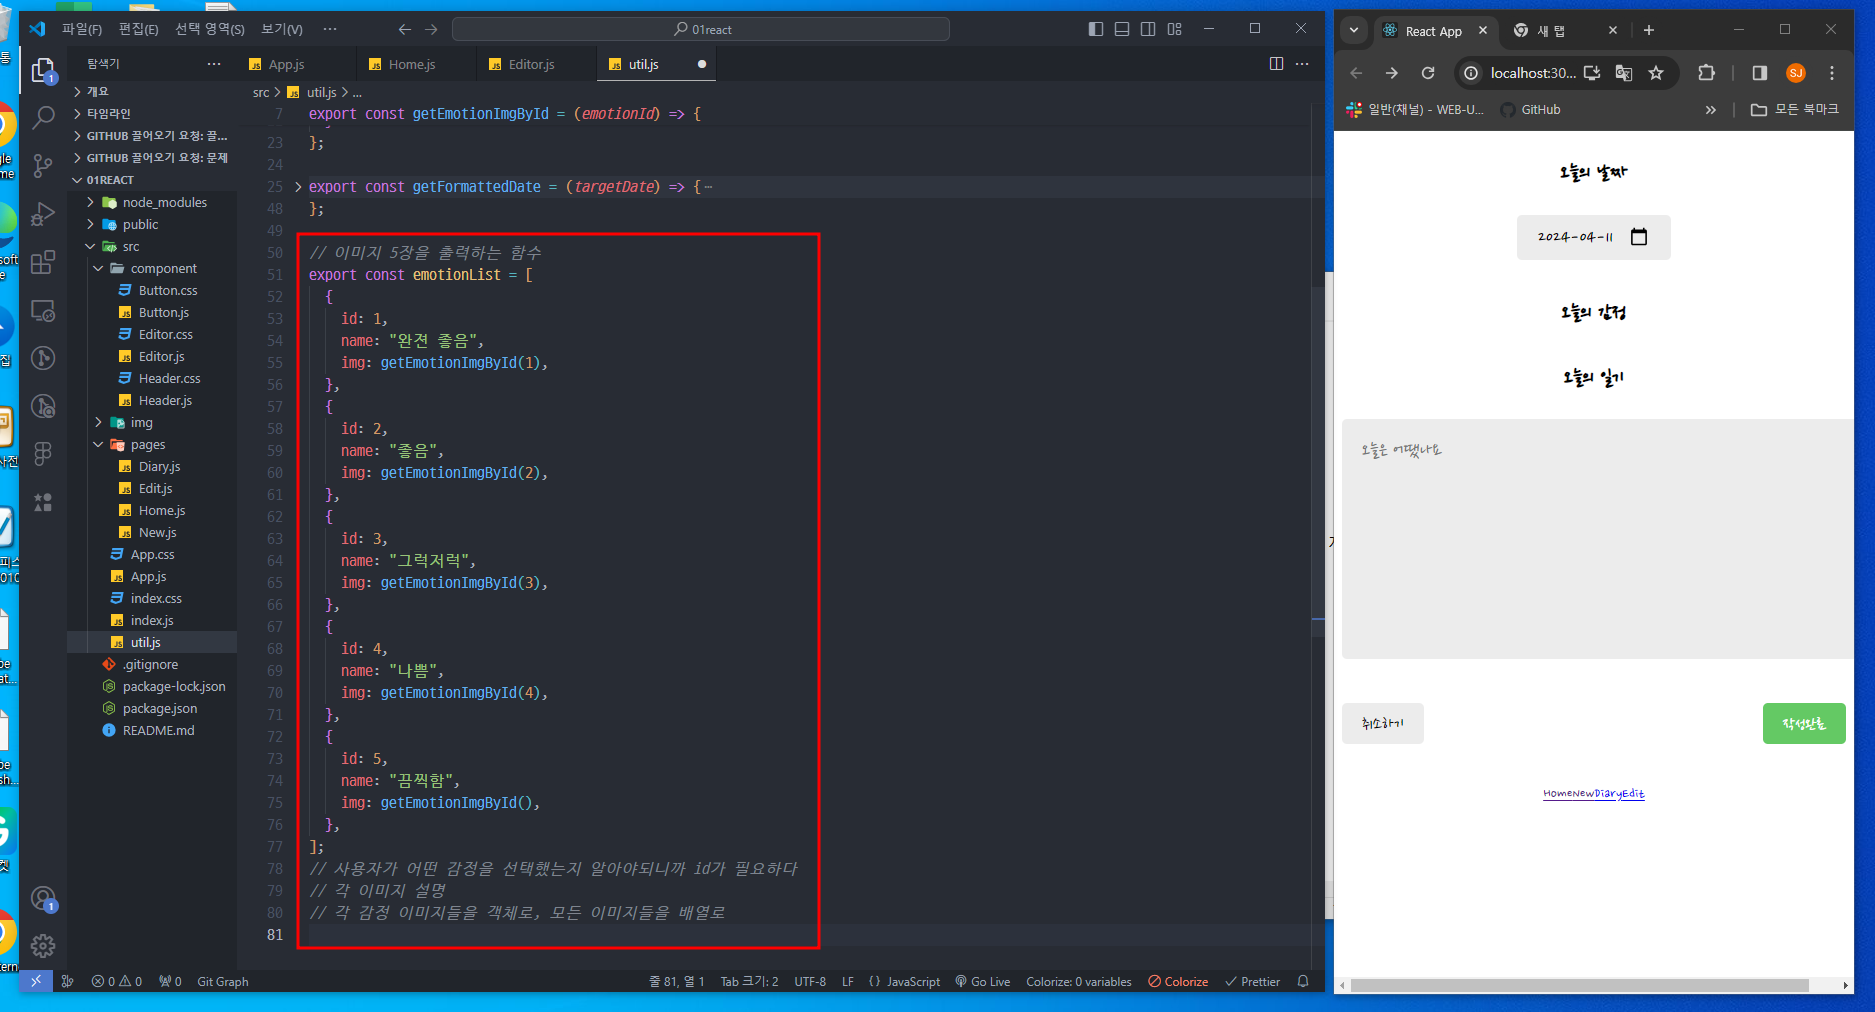 파일(F) 편집(E) 선택 영역(S) 보기(V) ··· 01react
탐색기 ···
개요
타임라인
GITHUB 끌어오기 요청: 끌...
GITHUB 끌어오기 요청: 문제
01REACT
node_modules
public
src
component
Button.css
Button.js
Editor.css
Editor.js
Header.css
Header.js
img
pages
Diary.js
Edit.js
Home.js
New.js
App.css
App.js
index.css
index.js
util.js
.gitignore
package-lock.json
package.json
README.md
App.js Home.js Editor.js util.js
src > util.js > ...
7 export const getEmotionImgById = (emotionId) => {
23 };
24
25 export const getFormattedDate = (targetDate) => {···
48 };
49
50 // 이미지 5장을 출력하는 함수
51 export const emotionList = [
52 {
53 id: 1,
54 name: "완젼 좋음",
55 img: getEmotionImgById(1),
56 },
57 {
58 id: 2,
59 name: "좋음",
60 img: getEmotionImgById(2),
61 },
62 {
63 id: 3,
64 name: "그럭저럭",
65 img: getEmotionImgById(3),
66 },
67 {
68 id: 4,
69 name: "나쁨",
70 img: getEmotionImgById(4),
71 },
72 {
73 id: 5,
74 name: "끔찍함",
75 img: getEmotionImgById(),
76 },
77 ];
78 // 사용자가 어떤 감정을 선택했는지 알아야되니까 id가 필요하다
79 // 각 이미지 설명
80 // 각 감정 이미지들을 객체로, 모든 이미지들을 배열로
81
0 0 0 Git Graph 줄 81, 열 1 Tab 크기: 2 UTF-8 LF {} JavaScript Go Live Colorize: 0 variables Colorize Prettier
React App 새 탭
localhost:30... SJ
일반(채널) - WEB-U... GitHub » 모든 북마크
오늘의 날짜
2024-04-11
오늘의 감정
오늘의 일기
오늘은 어땠나요
취소하기 작성완료
HomeNewDiaryEdit